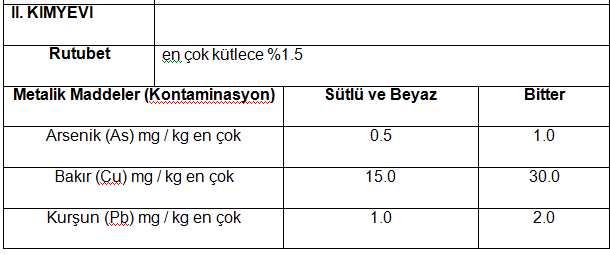 II. KIMYEVI
Rutubet en çok kütlece %1.5
Metalik Maddeler (Kontaminasyon) Sütlü ve Beyaz Bitter
Arsenik (As) mg / kg en çok 0.5 1.0
Bakır (Cu) mg / kg en çok 15.0 30.0
Kurşun (Pb) mg / kg en çok 1.0 2.0